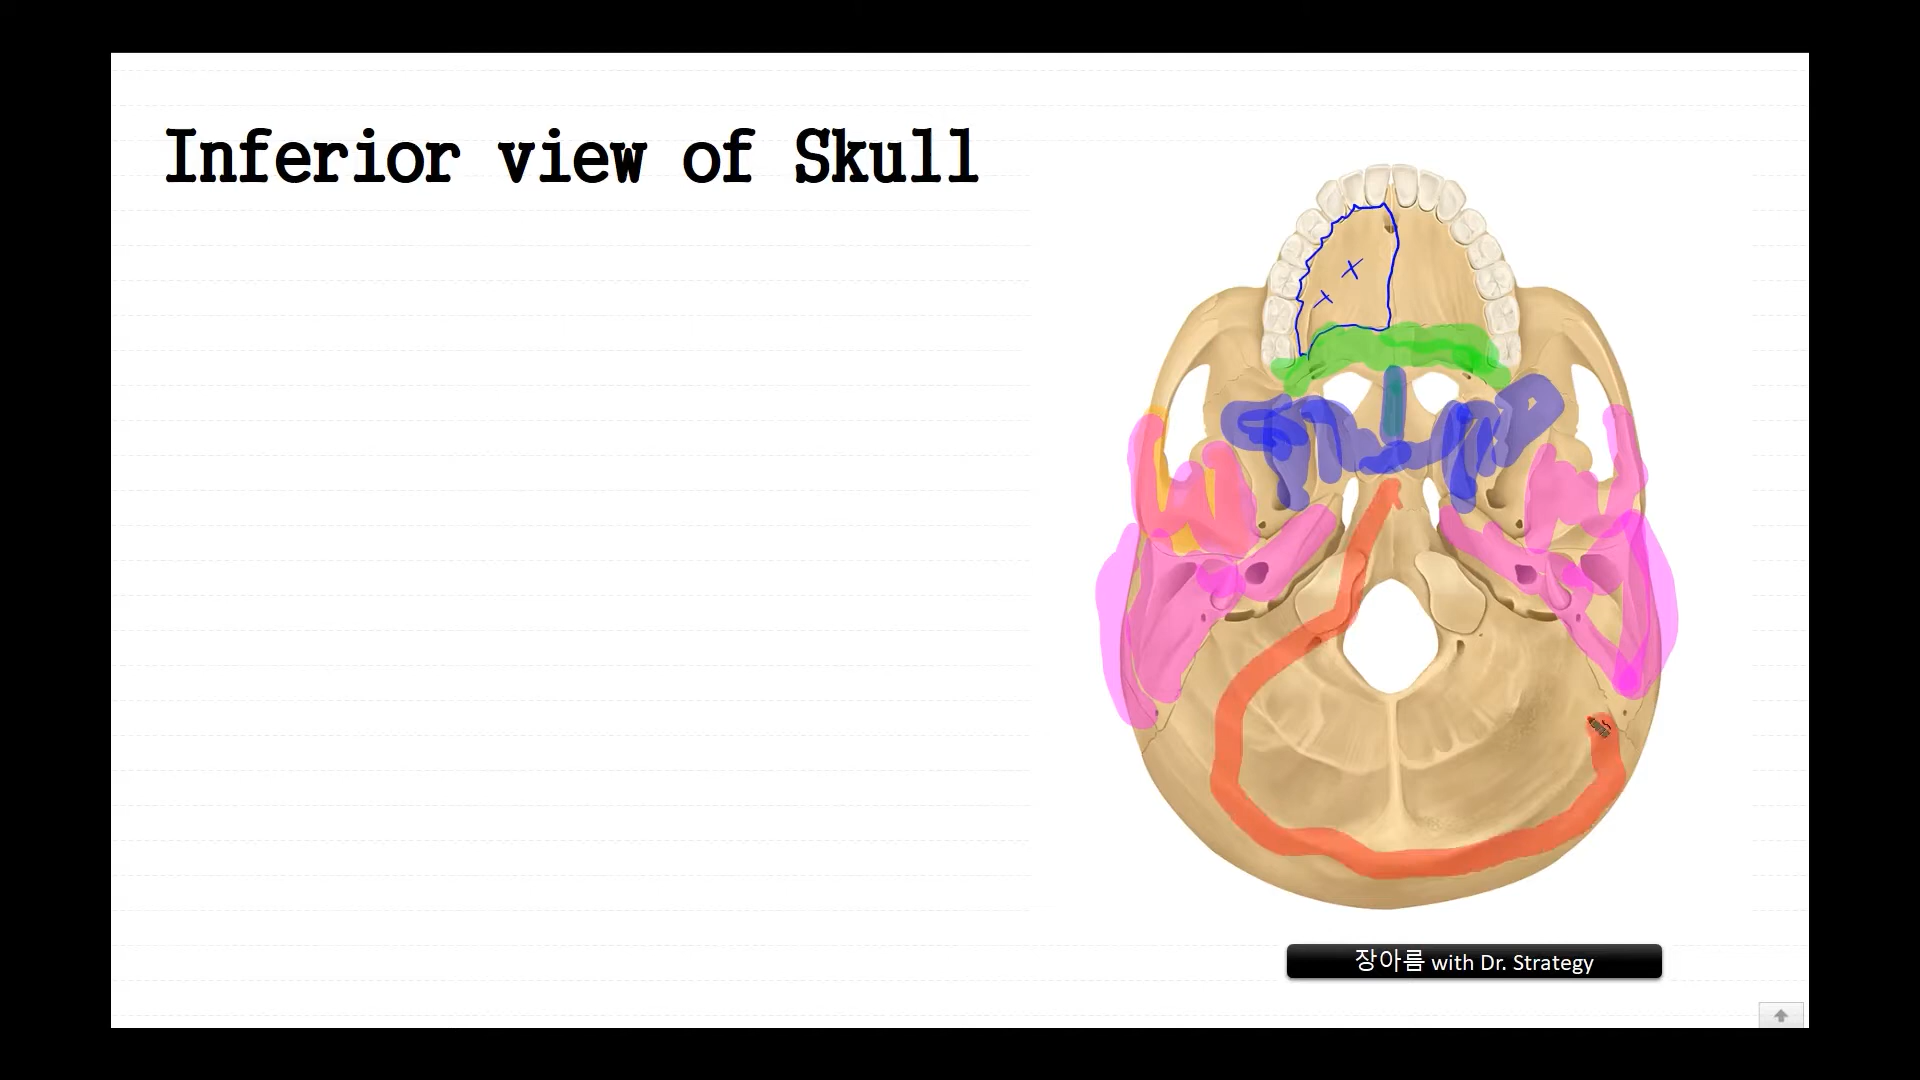 Inferior view of Skull
장아름 with Dr. Strategy